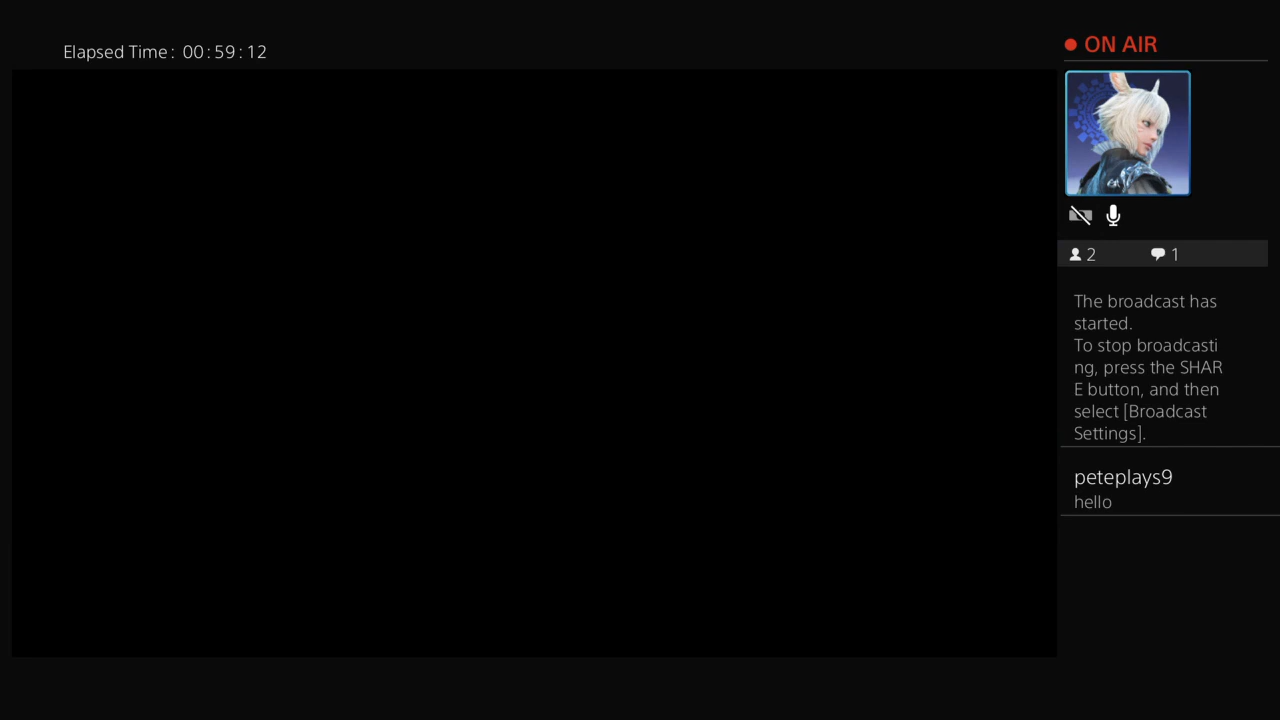 Elapsed Time: 00:59:12
ON AIR
2 1
The broadcast has
started.
To stop broadcasti
ng, press the SHAR
E button, and then
select [Broadcast
Settings].
peteplays9
hello